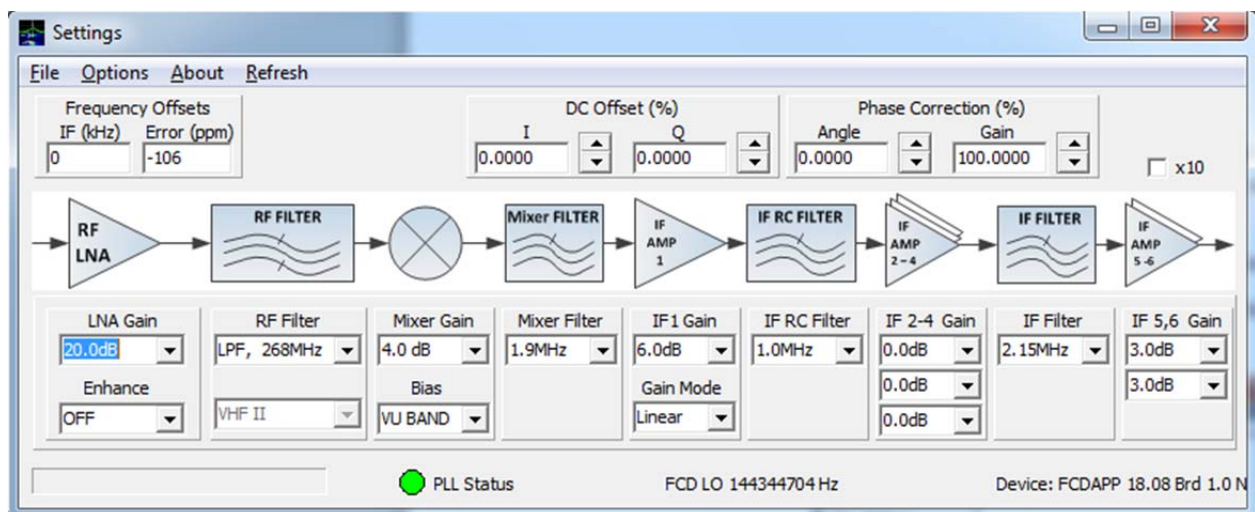 Settings
File Options About Refresh
Frequency Offsets
IF (kHz) Error (ppm)
0 -106
DC Offset (%)
I Q
0.0000 0.0000
Phase Correction (%)
Angle Gain
0.0000 100.0000
x10
RF LNA
RF FILTER
Mixer FILTER
IF AMP 1
IF RC FILTER
IF AMP 2-4
IF FILTER
IF AMP 5-6
LNA Gain
20.0dB
Enhance
OFF
RF Filter
LPF, 268MHz
VHF II
Mixer Gain
4.0 dB
Bias
VU BAND
Mixer Filter
1.9MHz
IF1 Gain
6.0dB
Gain Mode
Linear
IF RC Filter
1.0MHz
IF 2-4 Gain
0.0dB
0.0dB
0.0dB
IF Filter
2.15MHz
IF 5,6 Gain
3.0dB
3.0dB
PLL Status
FCD LO 144344704 Hz
Device: FCDAPP 18.08 Brd 1.0 N